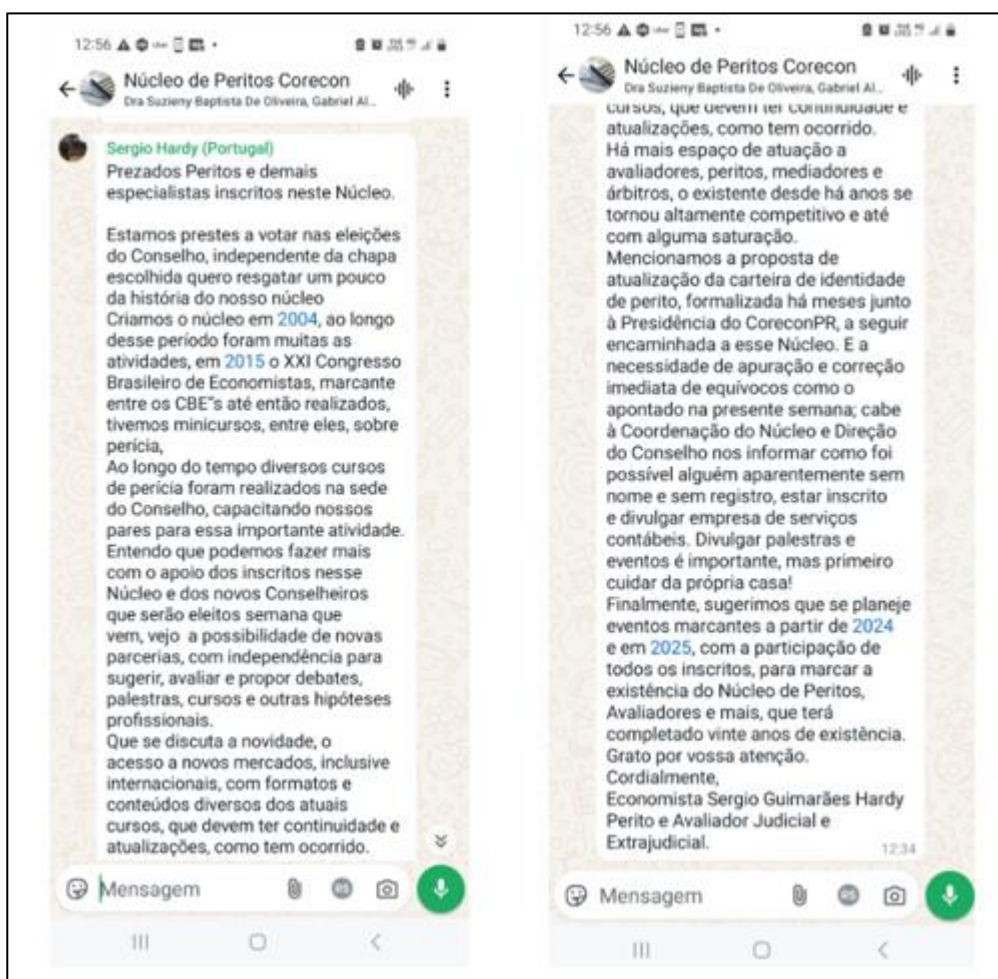 12:56
Núcleo de Peritos Corecon
Dra Suzieny Baptista De Oliveira, Gabriel Al...
Sergio Hardy (Portugal)
Prezados Peritos e demais
especialistas inscritos neste Núcleo.
Estamos prestes a votar nas eleições
do Conselho, independente da chapa
escolhida quero resgatar um pouco
da história do nosso núcleo
Criamos o núcleo em 2004, ao longo
desse período foram muitas as
atividades, em 2015 o XXI Congresso
Brasileiro de Economistas, marcante
entre os CBE"s até então realizados,
tivemos minicursos, entre eles, sobre
perícia,
Ao longo do tempo diversos cursos
de perícia foram realizados na sede
do Conselho, capacitando nossos
pares para essa importante atividade.
Entendo que podemos fazer mais
com o apoio dos inscritos nesse
Núcleo e dos novos Conselheiros
que serão eleitos semana que
vem, vejo a possibilidade de novas
parcerias, com independência para
sugerir, avaliar e propor debates,
palestras, cursos e outras hipóteses
profissionais.
Que se discuta a novidade, o
acesso a novos mercados, inclusive
internacionais, com formatos e
conteúdos diversos dos atuais
cursos, que devem ter continuidade e
atualizações, como tem ocorrido.
Mensagem
12:56
Núcleo de Peritos Corecon
Dra Suzieny Baptista De Oliveira, Gabriel Al...
cursos, que devem ter continuidade e
atualizações, como tem ocorrido.
Há mais espaço de atuação a
avaliadores, peritos, mediadores e
árbitros, o existente desde há anos se
tornou altamente competitivo e até
com alguma saturação.
Mencionamos a proposta de
atualização da carteira de identidade
de perito, formalizada há meses junto
à Presidência do CoreconPR, a seguir
encaminhada a esse Núcleo. E a
necessidade de apuração e correção
imediata de equívocos como o
apontado na presente semana; cabe
à Coordenação do Núcleo e Direção
do Conselho nos informar como foi
possível alguém aparentemente sem
nome e sem registro, estar inscrito
e divulgar empresa de serviços
contábeis. Divulgar palestras e
eventos é importante, mas primeiro
cuidar da própria casa!
Finalmente, sugerimos que se planeje
eventos marcantes a partir de 2024
e em 2025, com a participação de
todos os inscritos, para marcar a
existência do Núcleo de Peritos,
Avaliadores e mais, que terá
completado vinte anos de existência.
Grato por vossa atenção.
Cordialmente,
Economista Sergio Guimarães Hardy
Perito e Avaliador Judicial e
Extrajudicial.
12:34
Mensagem